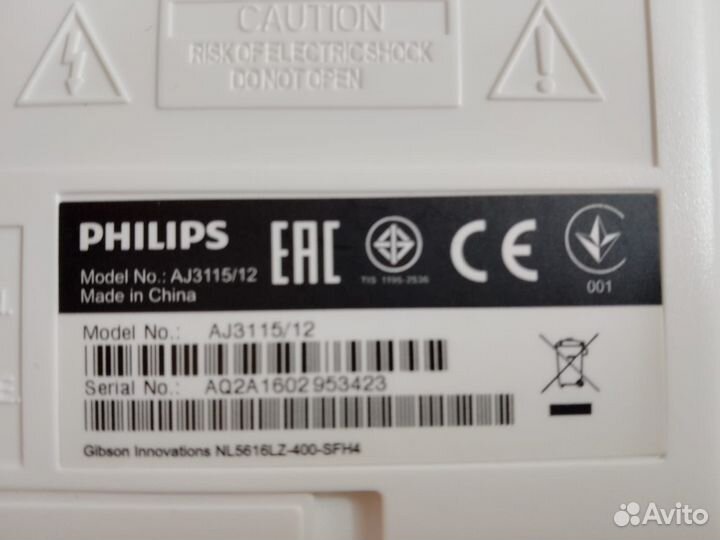 CAUTION
RISK OF ELECTRIC SHOCK
DO NOT OPEN
PHILIPS
Model No.: AJ3115/12
Made in China
EAC
TIS 1195-2536
CE
001
Model No.: AJ3115/12
Serial No.: AQ2A1602953423
Gibson Innovations NL5616LZ-400-SFH4
Avito